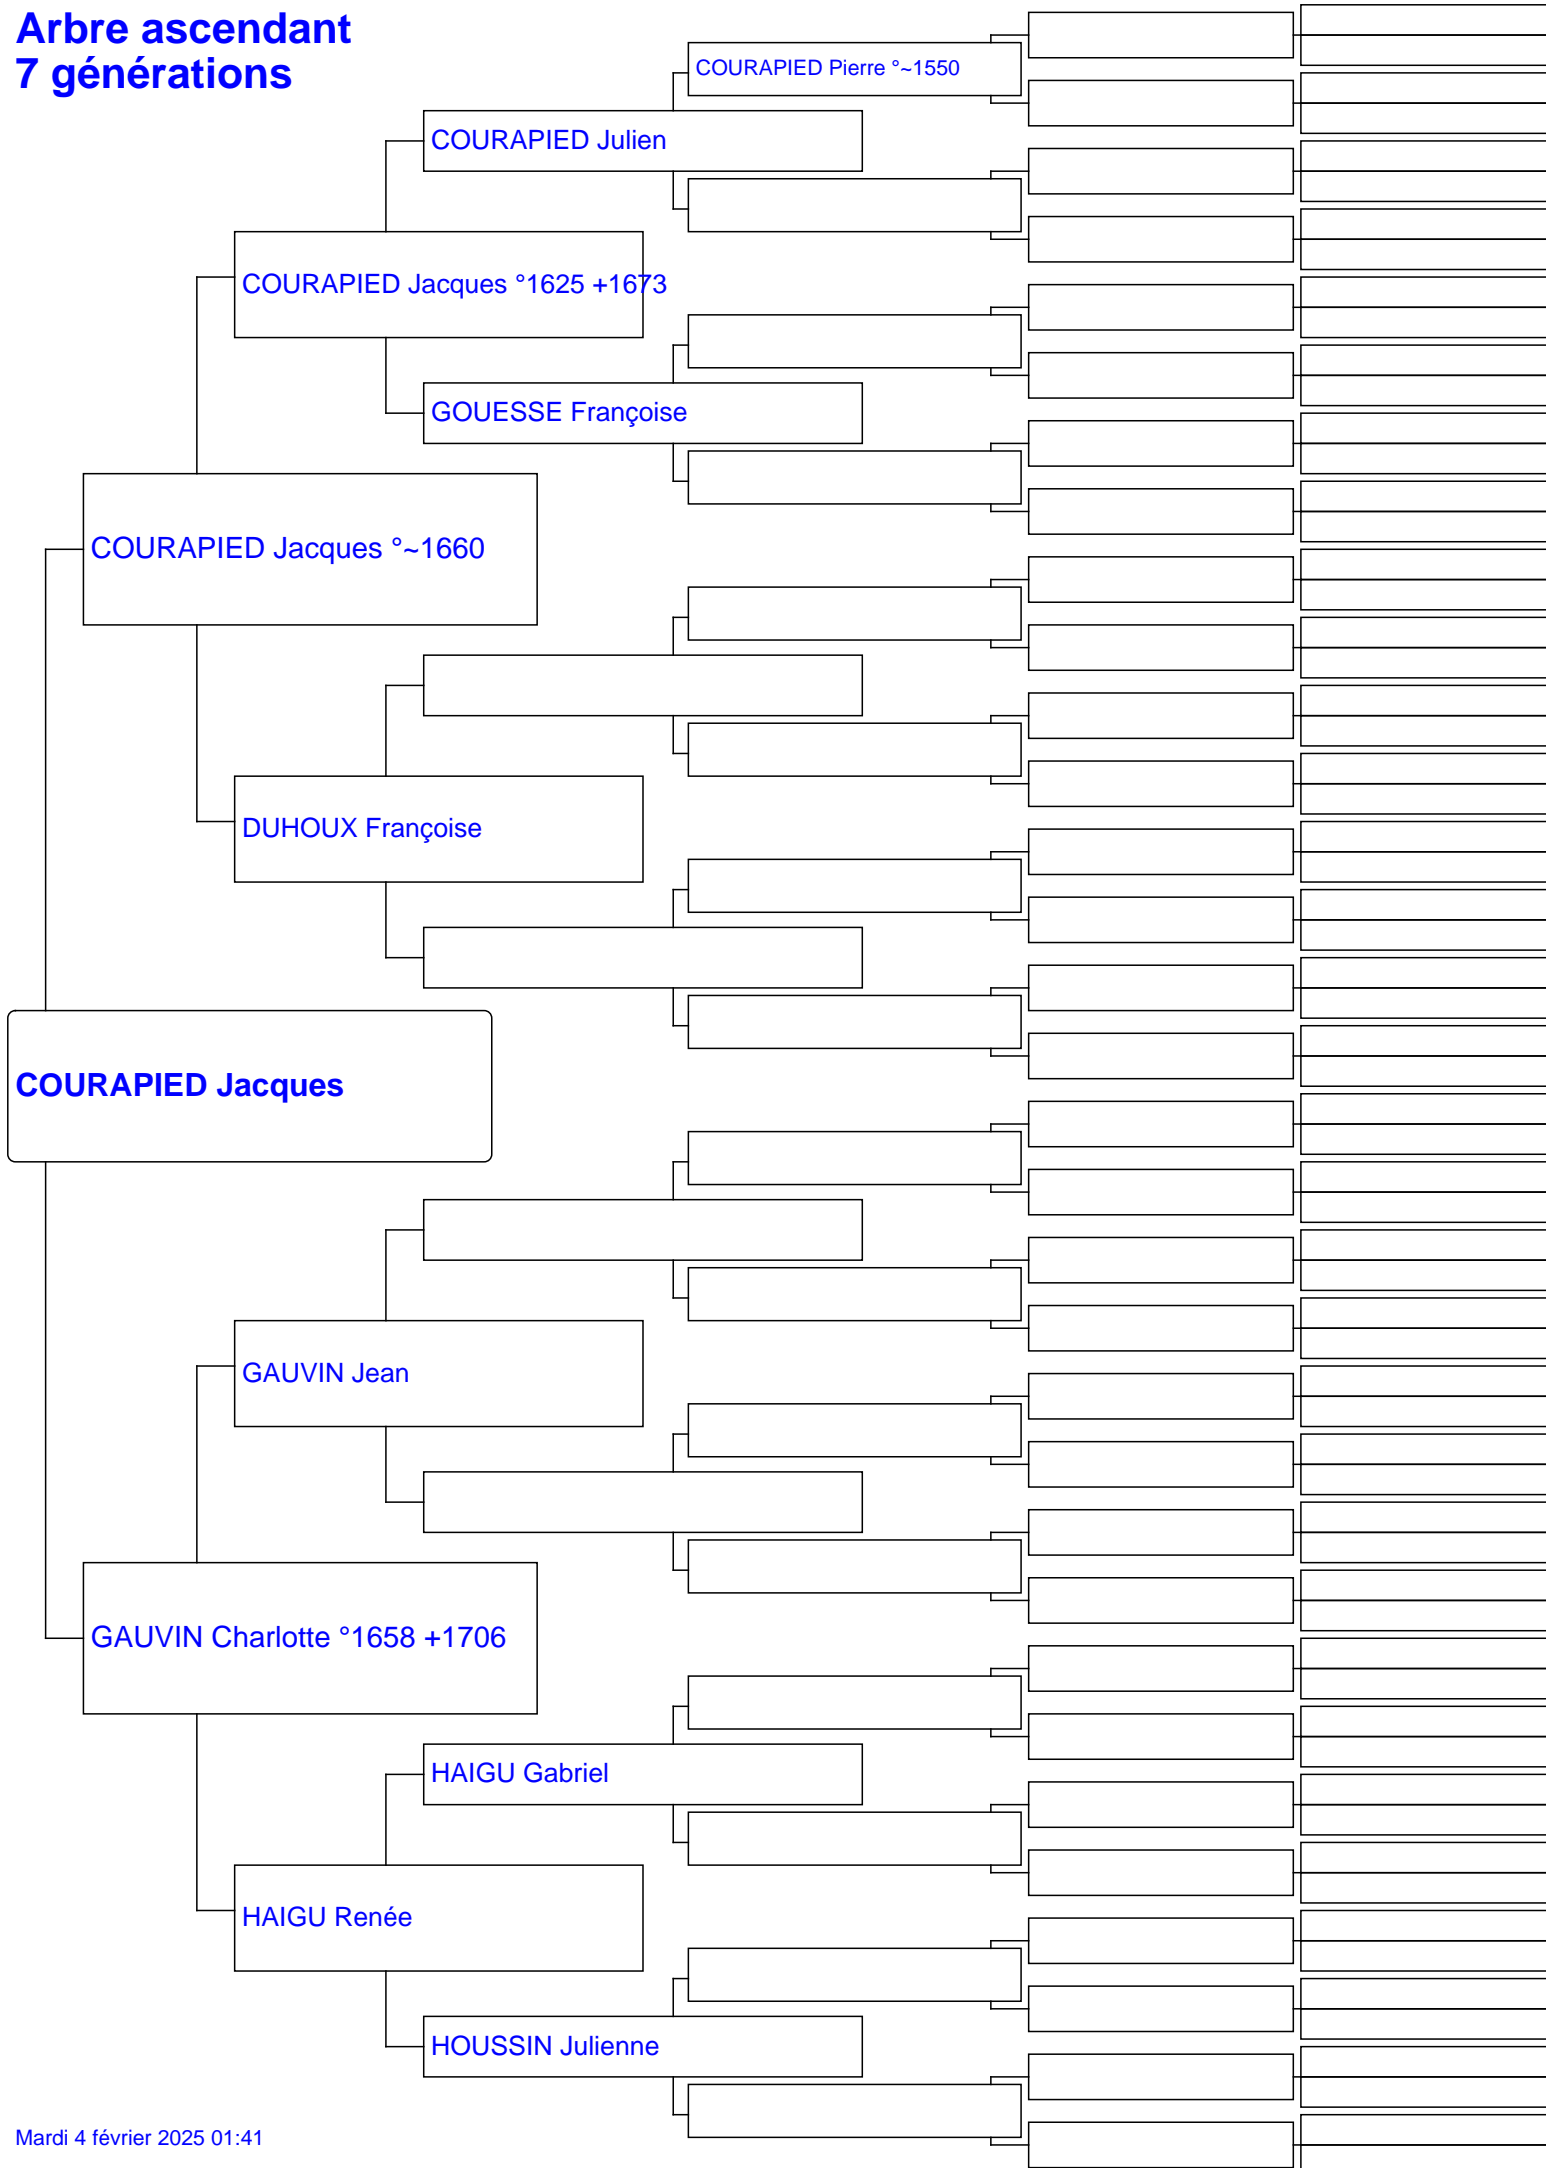 Arbre ascendant
7 générations
COURAPIED Pierre °~1550
COURAPIED Julien
COURAPIED Jacques °1625 +1673
GOUESSE Françoise
COURAPIED Jacques °~1660
DUHOUX Françoise
COURAPIED Jacques
GAUVIN Jean
GAUVIN Charlotte °1658 +1706
HAIGU Gabriel
HAIGU Renée
HOUSSIN Julienne
Mardi 4 février 2025 01:41